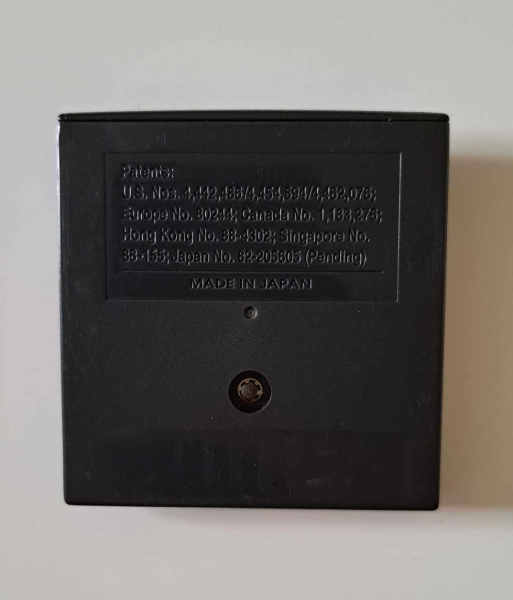 Patents:
U.S. Nos. 4,442,486/4,454,594/4,462,076;
Europe No. 80244; Canada No. 1,183,276;
Hong Kong No. 88-4302; Singapore No.
88-155; Japan No. 82-205605 (Pending)
MADE IN JAPAN